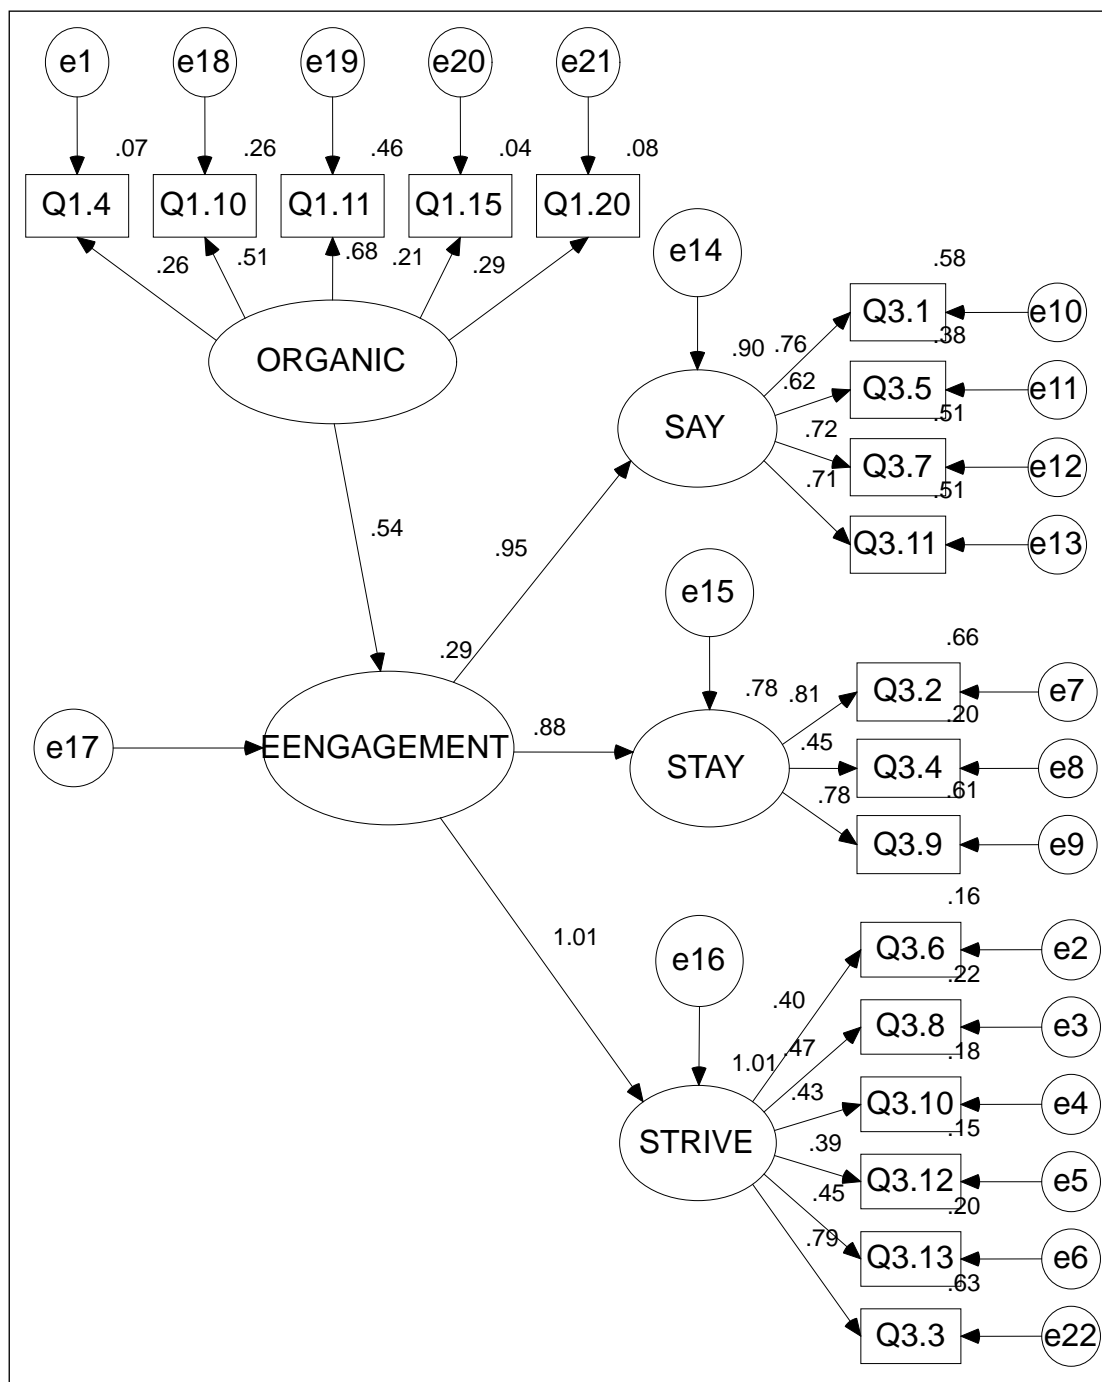 e1 e18 e19 e20 e21
.07 .26 .46 .04 .08
Q1.4 Q1.10 Q1.11 Q1.15 Q1.20
.26 .51 .68 .21 .29
ORGANIC
e14
.58
Q3.1 e10
.38
.90 .76
.62
Q3.5 e11
.51
SAY
.72
Q3.7 e12
.51
.71
Q3.11 e13
.54
.95
e15
.29
.66
.78 .81
Q3.2 e7
.20
e17
EENGAGEMENT
.88
.45
STAY
Q3.4 e8
.61
.78
Q3.9 e9
.16
1.01
e16
Q3.6 e2
.22
.40
Q3.8 e3
.18
1.01 .47
.43
Q3.10 e4
.15
STRIVE
.39
Q3.12 e5
.20
.45
.79
Q3.13 e6
.63
Q3.3 e22